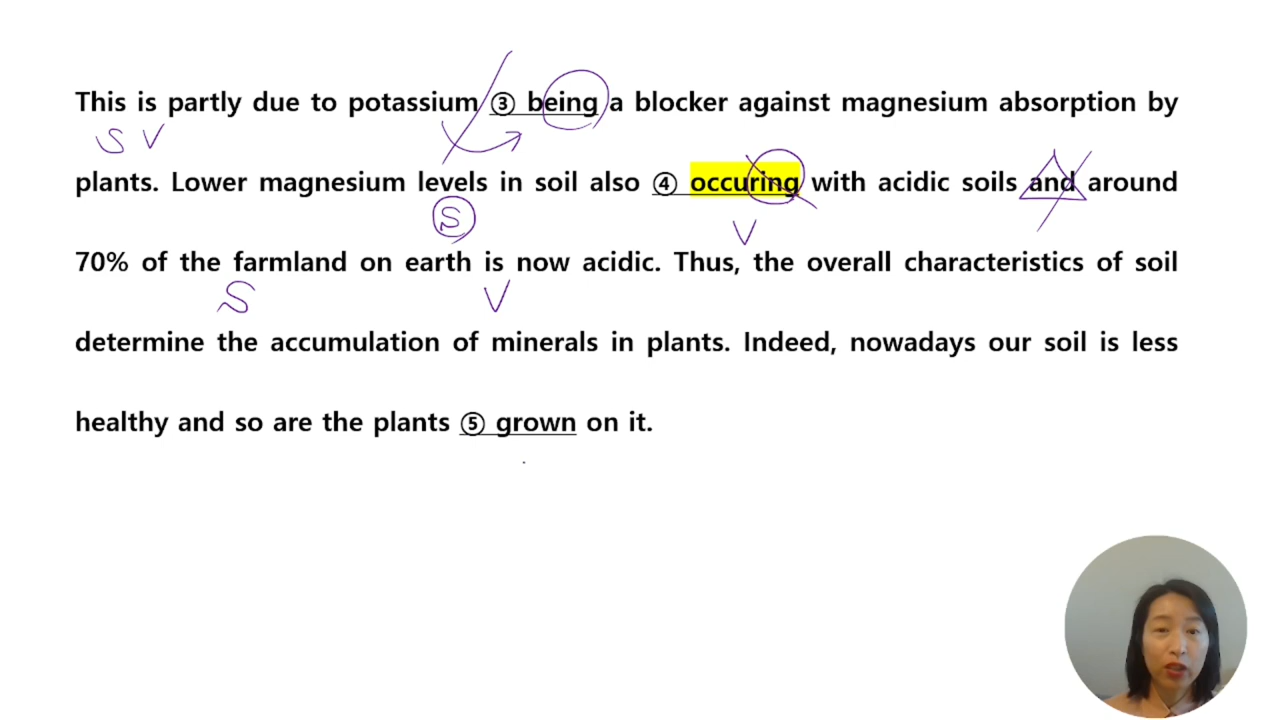 This is partly due to potassium ③ being a blocker against magnesium absorption by
S V
plants. Lower magnesium levels in soil also ④ occuring with acidic soils and around
S V
70% of the farmland on earth is now acidic. Thus, the overall characteristics of soil
S V
determine the accumulation of minerals in plants. Indeed, nowadays our soil is less
healthy and so are the plants ⑤ grown on it.